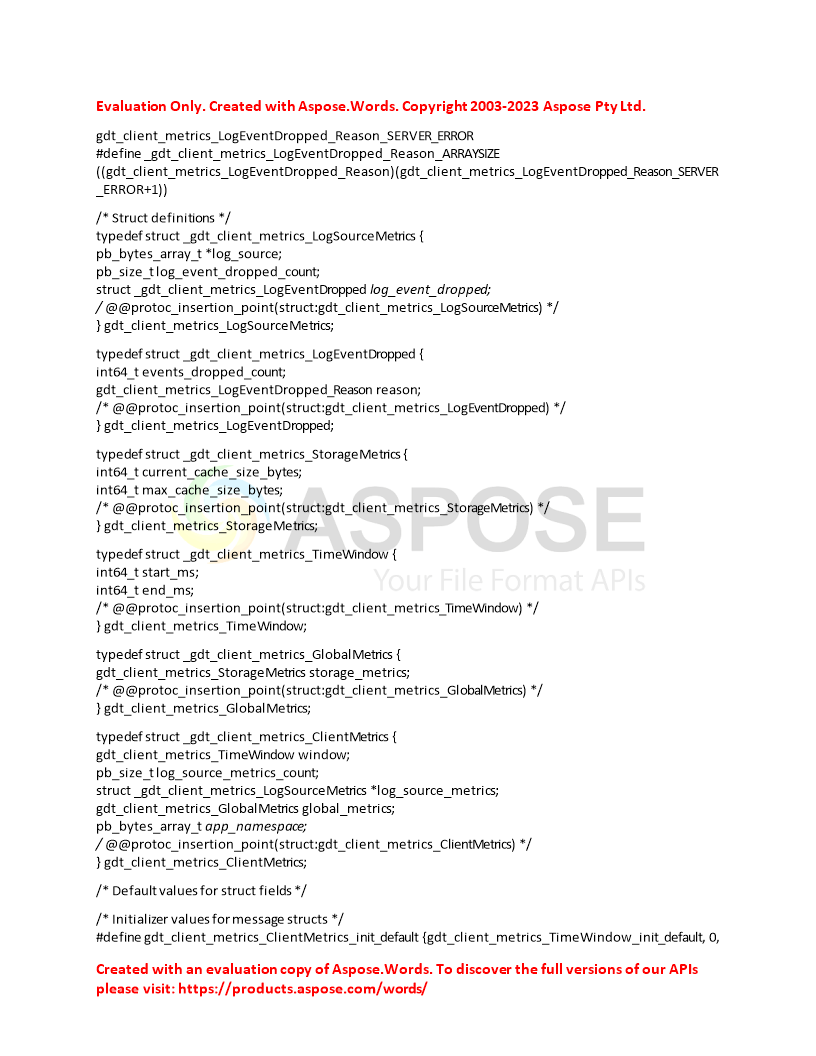 Evaluation Only. Created with Aspose.Words. Copyright 2003-2023 Aspose Pty Ltd.
gdt_client_metrics_LogEventDropped_Reason_SERVER_ERROR
#define _gdt_client_metrics_LogEventDropped_Reason_ARRAYSIZE
((gdt_client_metrics_LogEventDropped_Reason)(gdt_client_metrics_LogEventDropped_Reason_SERVER
_ERROR+1))
/* Struct definitions */
typedef struct _gdt_client_metrics_LogSourceMetrics {
pb_bytes_array_t *log_source;
pb_size_t log_event_dropped_count;
struct _gdt_client_metrics_LogEventDropped log_event_dropped;
/ @@protoc_insertion_point(struct:gdt_client_metrics_LogSourceMetrics) */
} gdt_client_metrics_LogSourceMetrics;
typedef struct _gdt_client_metrics_LogEventDropped {
int64_t events_dropped_count;
gdt_client_metrics_LogEventDropped_Reason reason;
/* @@protoc_insertion_point(struct:gdt_client_metrics_LogEventDropped) */
} gdt_client_metrics_LogEventDropped;
typedef struct _gdt_client_metrics_StorageMetrics {
int64_t current_cache_size_bytes;
int64_t max_cache_size_bytes;
/* @@protoc_insertion_point(struct:gdt_client_metrics_StorageMetrics) */
} gdt_client_metrics_StorageMetrics;
ASPOSE
typedef struct _gdt_client_metrics_TimeWindow {
int64_t start_ms;
Your File Format APIs
int64_t end_ms;
/* @@protoc_insertion_point(struct:gdt_client_metrics_TimeWindow) */
} gdt_client_metrics_TimeWindow;
typedef struct _gdt_client_metrics_GlobalMetrics {
gdt_client_metrics_StorageMetrics storage_metrics;
/* @@protoc_insertion_point(struct:gdt_client_metrics_GlobalMetrics) */
} gdt_client_metrics_GlobalMetrics;
typedef struct _gdt_client_metrics_ClientMetrics {
gdt_client_metrics_TimeWindow window;
pb_size_t log_source_metrics_count;
struct _gdt_client_metrics_LogSourceMetrics *log_source_metrics;
gdt_client_metrics_GlobalMetrics global_metrics;
pb_bytes_array_t app_namespace;
/ @@protoc_insertion_point(struct:gdt_client_metrics_ClientMetrics) */
} gdt_client_metrics_ClientMetrics;
/* Default values for struct fields */
/* Initializer values for message structs */
#define gdt_client_metrics_ClientMetrics_init_default {gdt_client_metrics_TimeWindow_init_default, 0,
Created with an evaluation copy of Aspose.Words. To discover the full versions of our APIs
please visit: https://products.aspose.com/words/